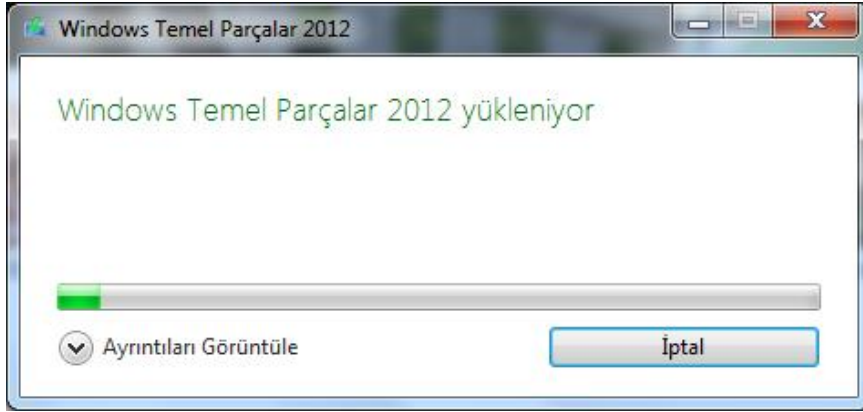 Windows Temel Parçalar 2012
Windows Temel Parçalar 2012 yükleniyor
Ayrıntıları Görüntüle
İptal